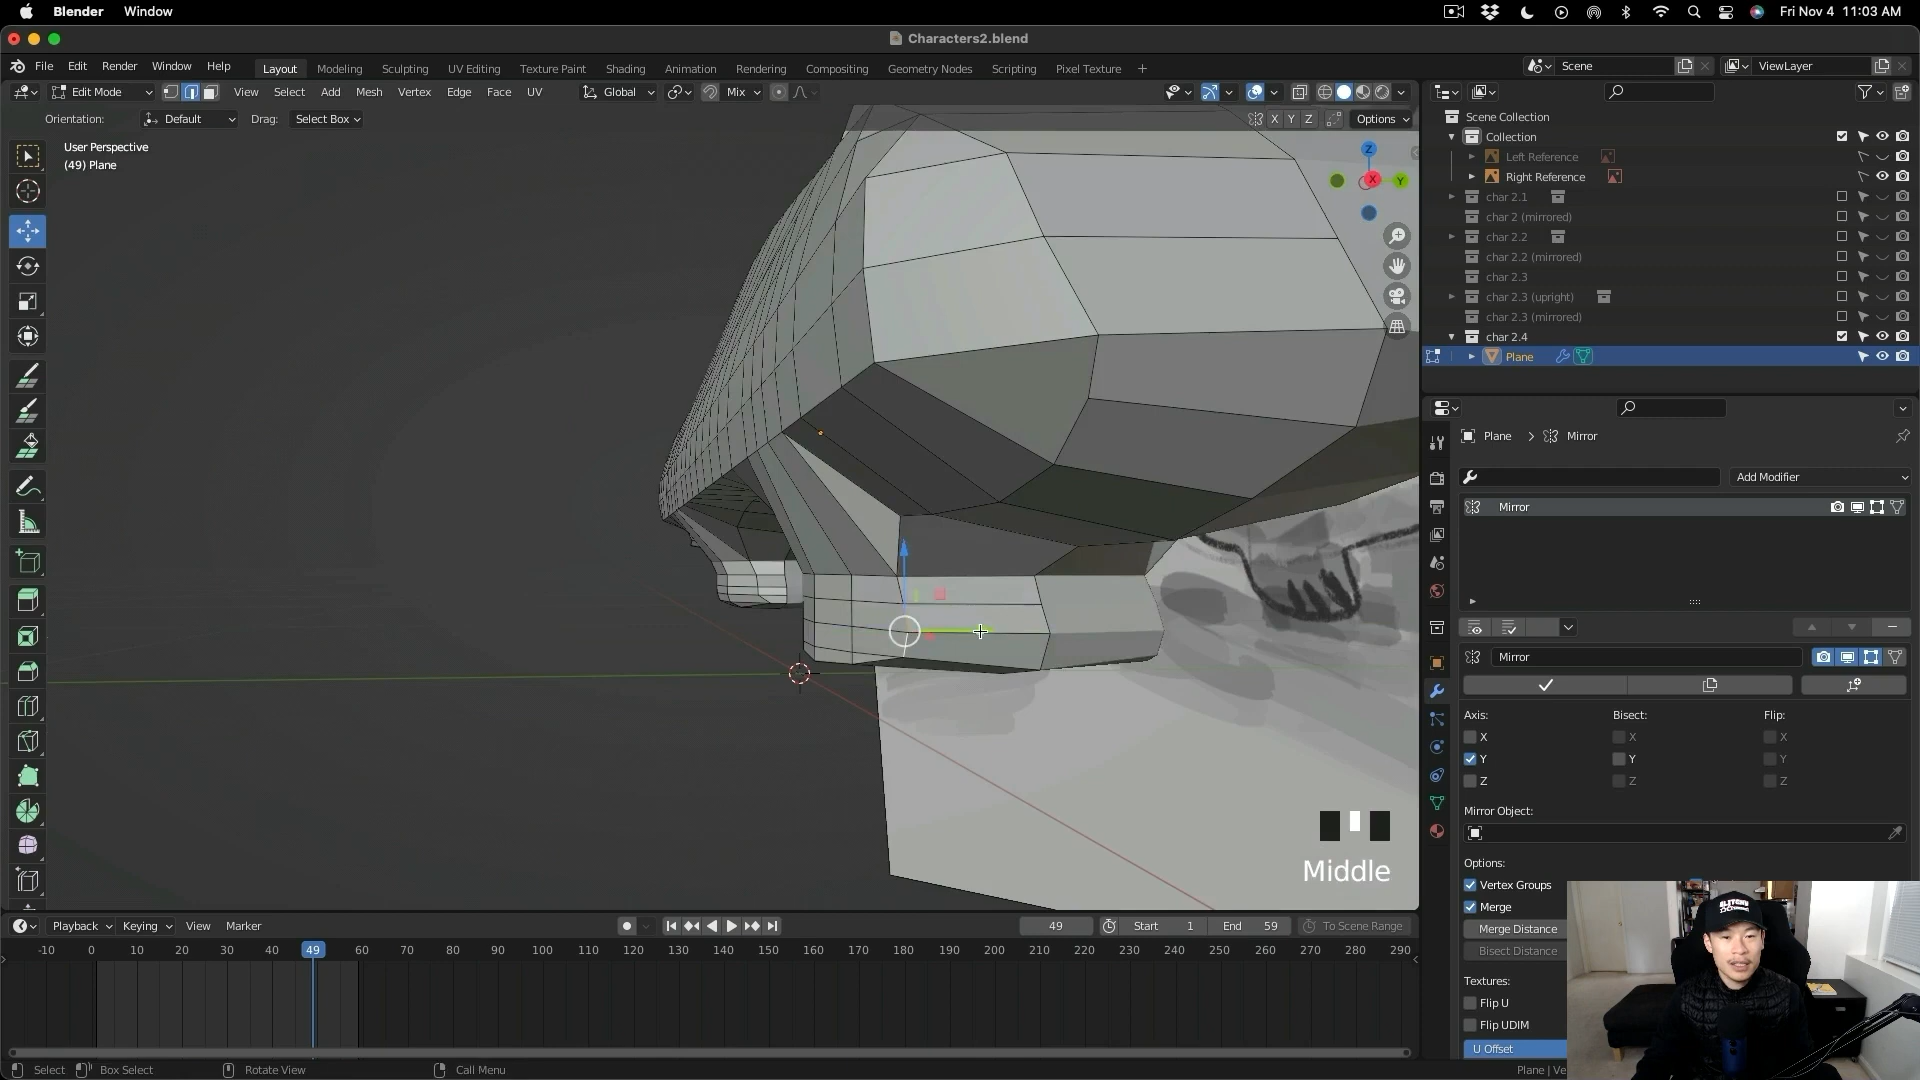 Blender Window Fri Nov 4 11:03 AM
Characters2.blend
File Edit Render Window Help Layout Modeling Sculpting UV Editing Texture Paint Shading Animation Rendering Compositing Geometry Nodes Scripting Pixel Texture + Scene ViewLayer
Edit Mode View Select Add Mesh Vertex Edge Face UV Global Mix
Orientation: Default Drag: Select Box X Y Z Options
User Perspective
(49) Plane
Z
X
Y
Scene Collection
Collection
Left Reference
Right Reference
char 2.1
char 2 (mirrored)
char 2.2
char 2.2 (mirrored)
char 2.3
char 2.3 (upright)
char 2.3 (mirrored)
char 2.4
Plane
Plane > Mirror
Add Modifier
Mirror
Mirror
Axis: Bisect: Flip:
X X X
Y Y Y
Z Z Z
Mirror Object:
Options:
Vertex Groups
Merge
Merge Distance
Bisect Distance
Textures:
Flip U
Flip UDIM
U Offset
Middle
Playback Keying View Marker 49 Start 1 End 59 To Scene Range
-10 0 10 20 30 40 49 60 70 80 90 100 110 120 130 140 150 160 170 180 190 200 210 220 230 240 250 260 270 280 290
Select Box Select Rotate View Call Menu Plane | Ve